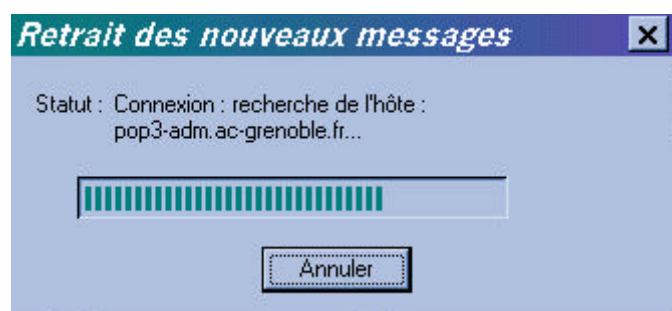 Retrait des nouveaux messages
Statut : Connexion : recherche de l'hôte :
pop3-adm.ac-grenoble.fr...
Annuler